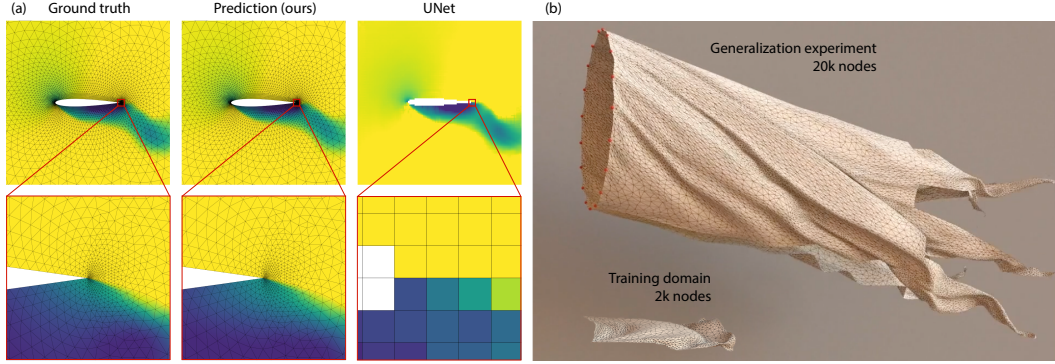 (a)
Ground truth
Prediction (ours)
UNet
(b)
Generalization experiment
20k nodes
Training domain
2k nodes